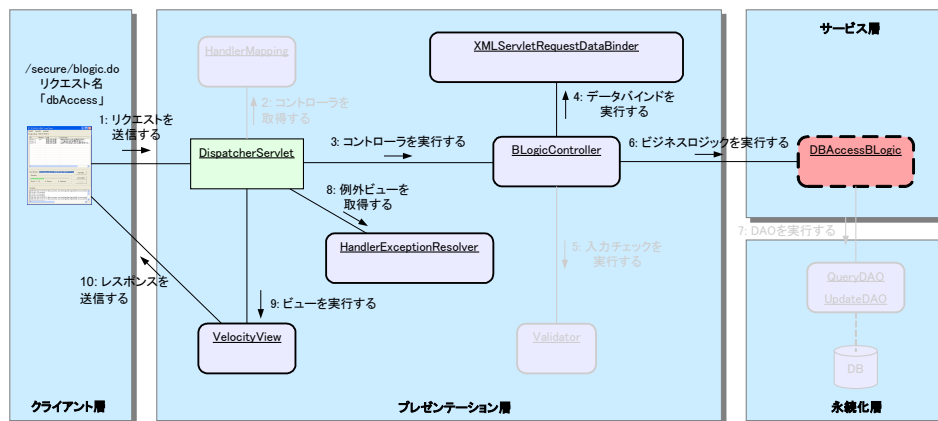 サービス層
HandlerMapping
XMLServletRequestDataBinder
/secure/blogic.do
リクエスト名
「dbAccess」
2: コントローラを
取得する
4: データバインドを
実行する
1: リクエストを
送信する
3: コントローラを実行する
6: ビジネスロジックを実行する
DispatcherServlet
BLogicController
DBAccessBLogic
8: 例外ビューを
取得する
7: DAOを実行する
HandlerExceptionResolver
5: 入力チェックを
実行する
10: レスポンスを
送信する
QueryDAO
UpdateDAO
9: ビューを実行する
VelocityView
Validator
DB
クライアント層
プレゼンテーション層
永続化層